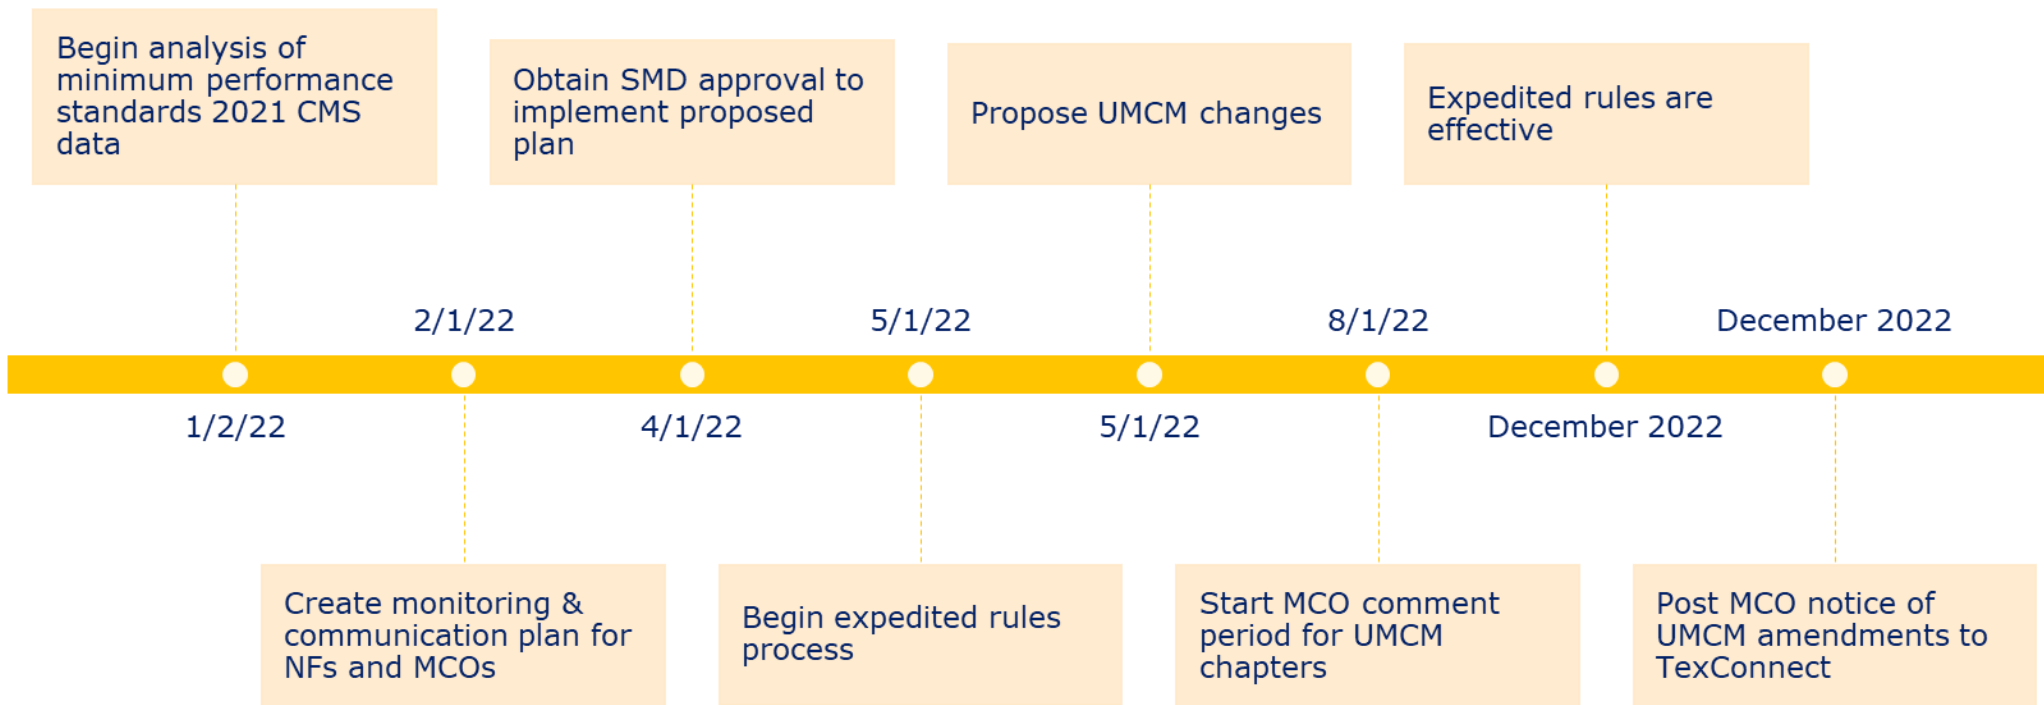 Begin analysis of
minimum performance
standards 2021 CMS
data
Obtain SMD approval to
implement proposed
plan
Propose UMCM changes
Expedited rules are
effective
2/1/22
5/1/22
8/1/22
December 2022
1/2/22
4/1/22
5/1/22
December 2022
Create monitoring &
communication plan for
NFs and MCOs
Begin expedited rules
process
Start MCO comment
period for UMCM
chapters
Post MCO notice of
UMCM amendments to
TexConnect